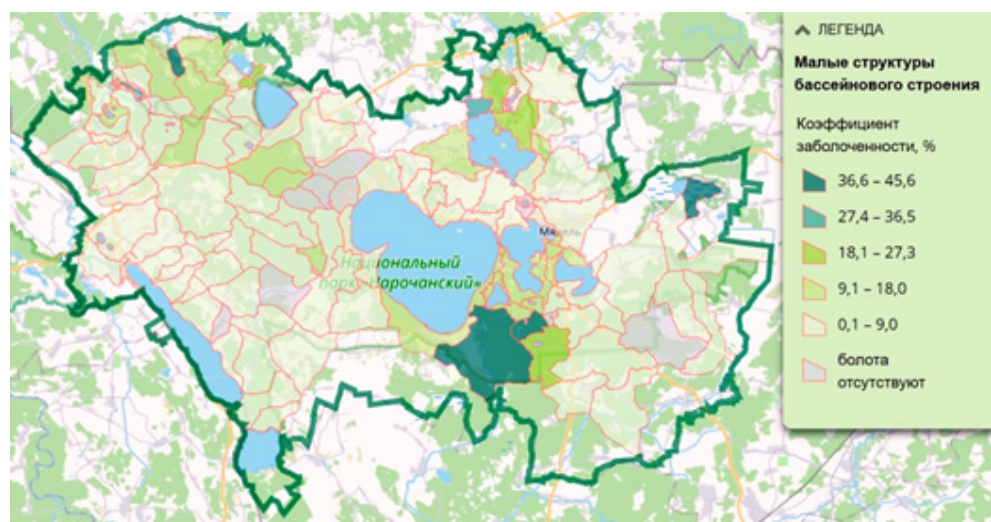 ЛЕГЕНДА
Малые структуры
бассейнового строения
Коэффициент
заболоченности, %
36,6 – 45,6
27,4 – 36,5
18,1 – 27,3
9,1 – 18,0
0,1 – 9,0
болота
отсутствуют
Мядель
Национальный
парк «Нарочанский»